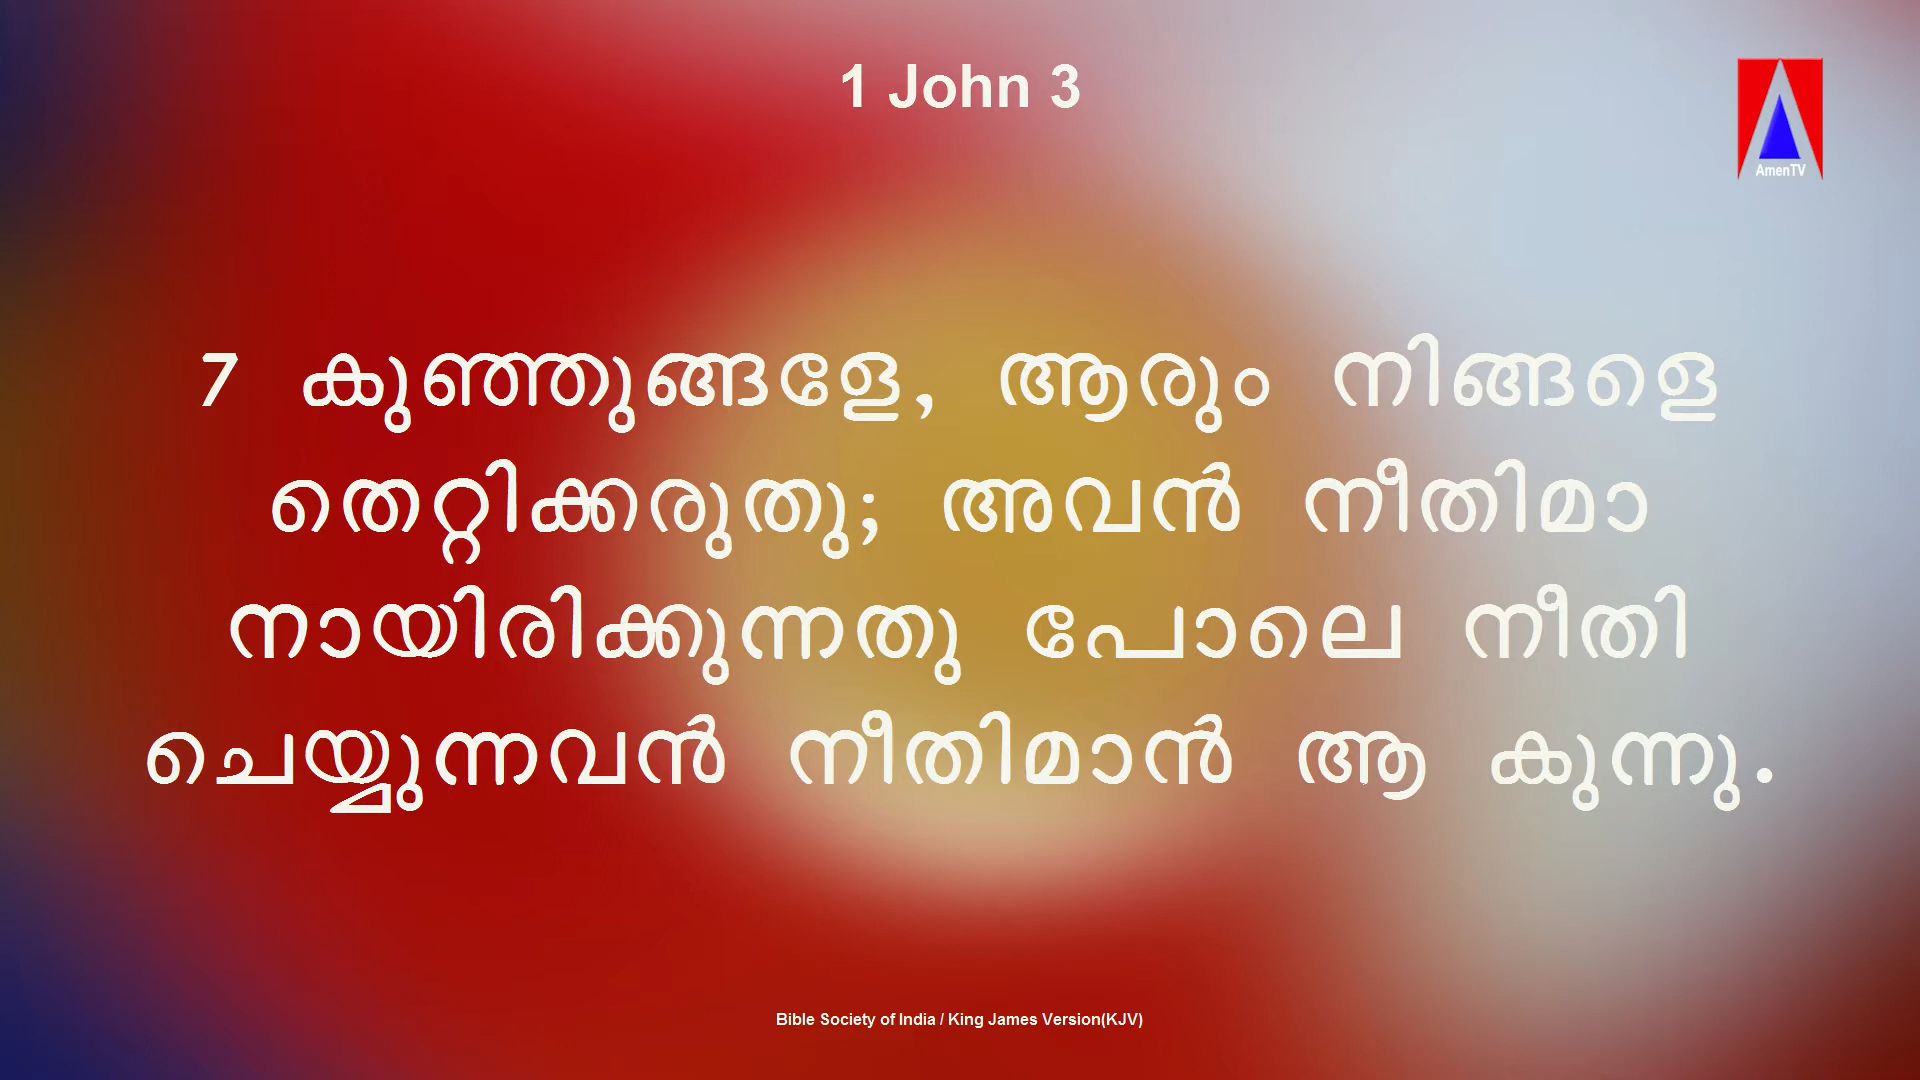 1 John 3
AmenTV
7 കുഞ്ഞുങ്ങളേ, ആരും നിങ്ങളെ
തെറ്റിക്കരുതു; അവൻ നീതിമാ
നായിരിക്കുന്നതു പോലെ നീതി
ചെയ്യുന്നവൻ നീതിമാൻ ആ കുന്നു.
Bible Society of India / King James Version(KJV)